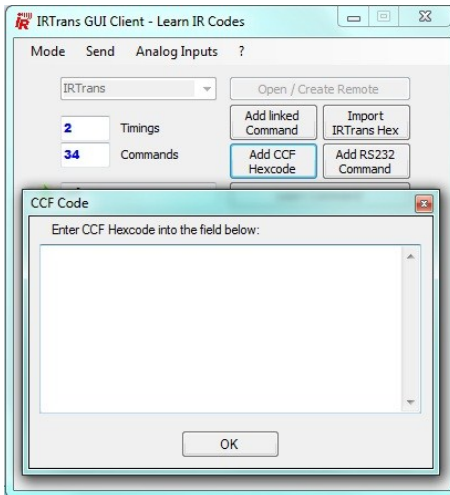 IRTrans GUI Client - Learn IR Codes
Mode Send Analog Inputs ?
IRTrans
Open / Create Remote
2 Timings
Add linked Command
Import IRTrans Hex
34 Commands
Add CCF Hexcode
Add RS232 Command
CCF Code
Enter CCF Hexcode into the field below:
OK